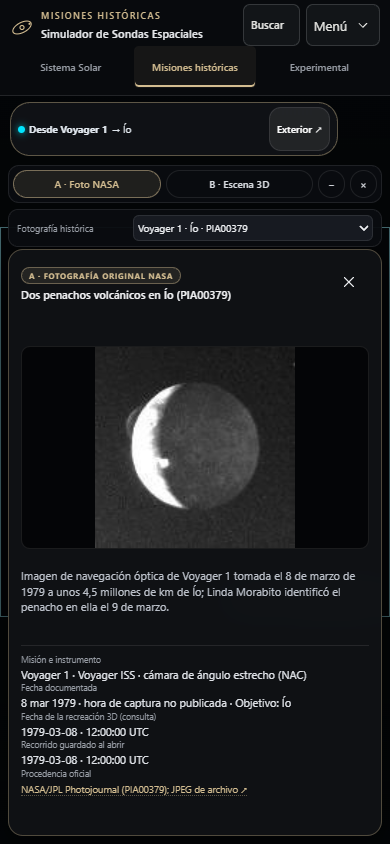 MISIONES HISTÓRICAS
Simulador de Sondas Espaciales
Buscar
Menú
Sistema Solar
Misiones históricas
Experimental
Desde Voyager 1 → Ío
Exterior ↗
A · Foto NASA
B · Escena 3D
−
×
Fotografía histórica
Voyager 1 · Ío · PIA00379
A · FOTOGRAFÍA ORIGINAL NASA
Dos penachos volcánicos en Ío (PIA00379)
Imagen de navegación óptica de Voyager 1 tomada el 8 de marzo de
1979 a unos 4,5 millones de km de Ío; Linda Morabito identificó el
penacho en ella el 9 de marzo.
Misión e instrumento
Voyager 1 · Voyager ISS · cámara de ángulo estrecho (NAC)
Fecha documentada
8 mar 1979 · hora de captura no publicada · Objetivo: Ío
Fecha de la recreación 3D (consulta)
1979-03-08 · 12:00:00 UTC
Recorrido guardado al abrir
1979-03-08 · 12:00:00 UTC
Procedencia oficial
NASA/JPL Photojournal (PIA00379); JPEG de archivo ↗